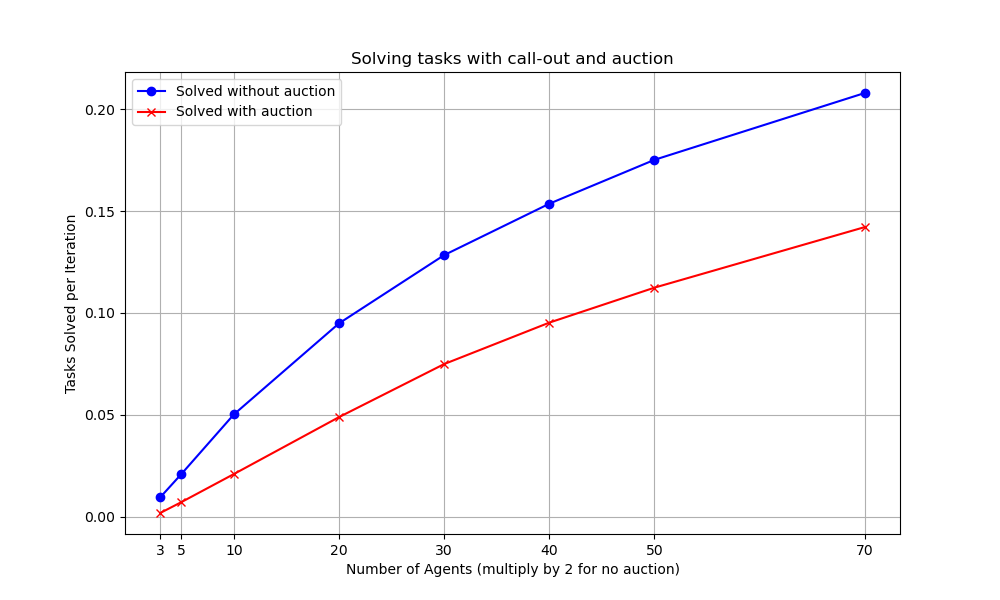 Solving tasks with call-out and auction
Solved without auction
Solved with auction
0.20
0.15
0.10
0.05
0.00
Tasks Solved per Iteration
3 5 10 20 30 40 50 70
Number of Agents (multiply by 2 for no auction)